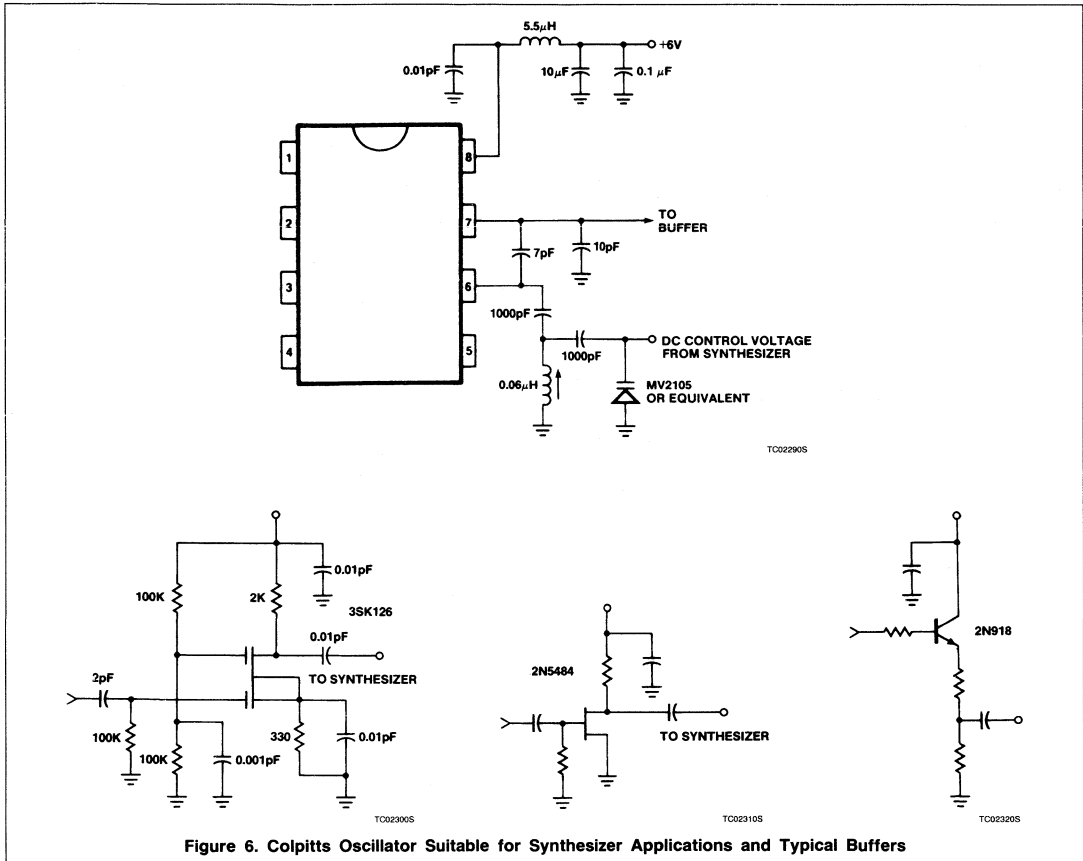 5.5μH
+6V
0.01pF
10μF
0.1 μF
1
8
2
7
TO
BUFFER
7pF
10pF
3
6
1000pF
4
5
1000pF
DC CONTROL VOLTAGE
FROM SYNTHESIZER
0.06μH
MV2105
OR EQUIVALENT
TC02290S
100K
2K
0.01pF
3SK126
0.01pF
TO SYNTHESIZER
2pF
100K
100K
0.001pF
330
0.01pF
TC02300S
2N5484
TO SYNTHESIZER
TC02310S
2N918
TC02320S
Figure 6. Colpitts Oscillator Suitable for Synthesizer Applications and Typical Buffers